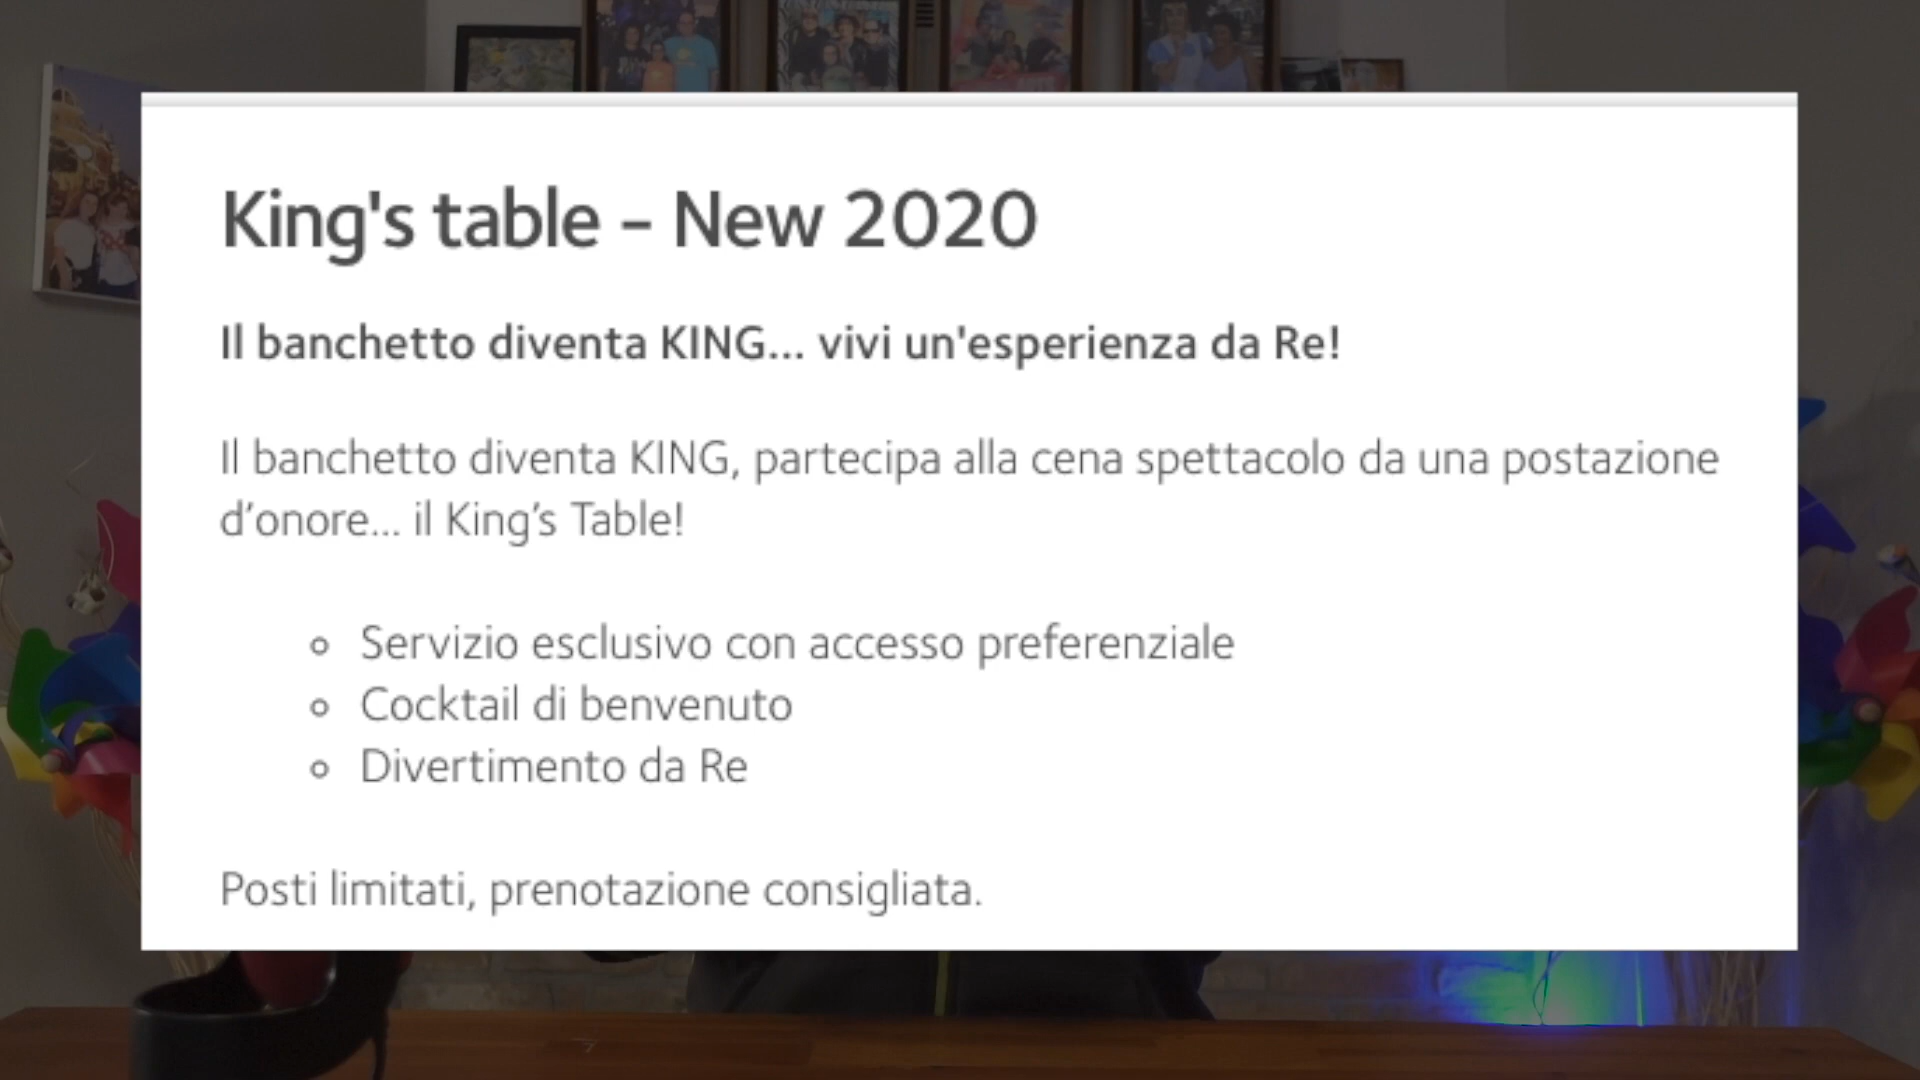 King's table - New 2020
Il banchetto diventa KING... vivi un'esperienza da Re!
Il banchetto diventa KING, partecipa alla cena spettacolo da una postazione
d’onore... il King’s Table!
Servizio esclusivo con accesso preferenziale
Cocktail di benvenuto
Divertimento da Re
Posti limitati, prenotazione consigliata.